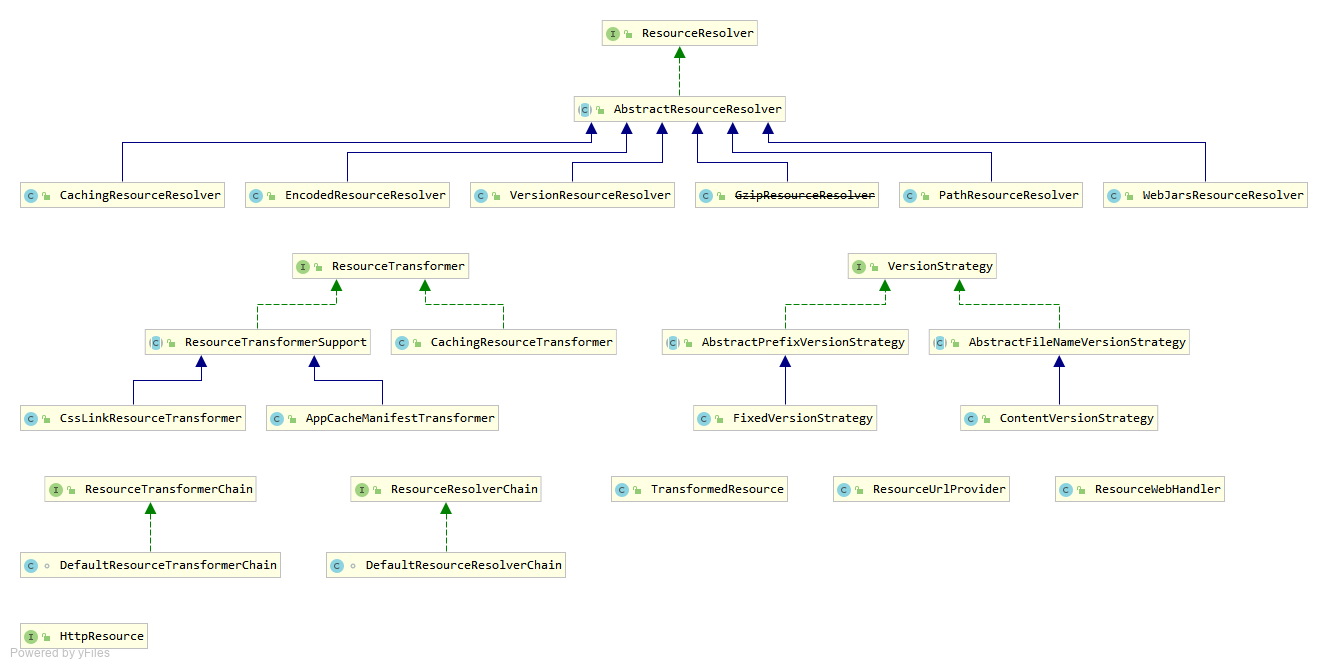 ResourceResolver
AbstractResourceResolver
CachingResourceResolver
EncodedResourceResolver
VersionResourceResolver
GzipResourceResolver
PathResourceResolver
WebJarsResourceResolver
ResourceTransformer
VersionStrategy
ResourceTransformerSupport
CachingResourceTransformer
AbstractPrefixVersionStrategy
AbstractFileNameVersionStrategy
CssLinkResourceTransformer
AppCacheManifestTransformer
FixedVersionStrategy
ContentVersionStrategy
ResourceTransformerChain
ResourceResolverChain
TransformedResource
ResourceUrlProvider
ResourceWebHandler
DefaultResourceTransformerChain
DefaultResourceResolverChain
HttpResource
Powered by yFiles